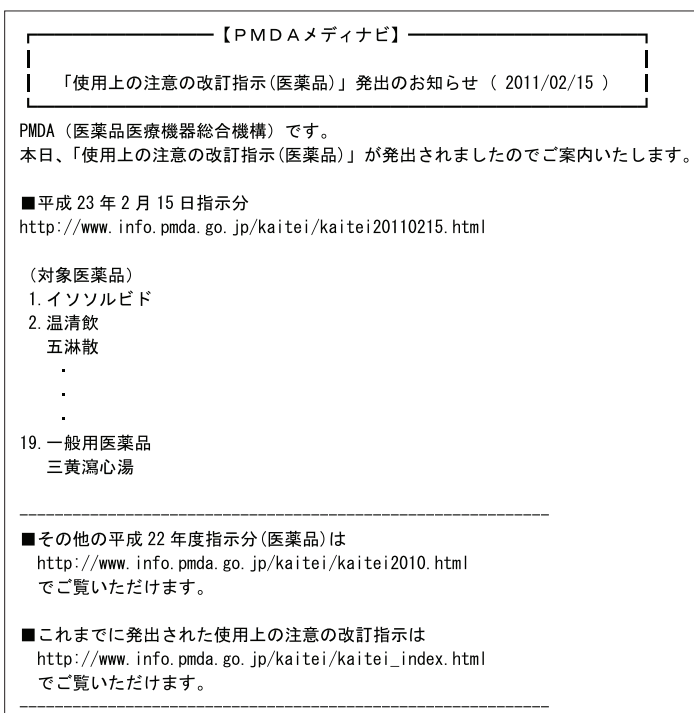 【PMDAメディナビ】
「使用上の注意の改訂指示(医薬品)」発出のお知らせ ( 2011/02/15 )
PMDA（医薬品医療機器総合機構）です。
本日、「使用上の注意の改訂指示(医薬品)」が発出されましたのでご案内いたします。
■平成 23 年 2 月 15 日指示分
http://www.info.pmda.go.jp/kaitei/kaitei20110215.html
（対象医薬品）
1. イソソルビド
2. 温清飲
五淋散
・
・
・
19. 一般用医薬品
三黄瀉心湯
------------------------------------------------------------
■その他の平成 22 年度指示分(医薬品)は
http://www.info.pmda.go.jp/kaitei/kaitei2010.html
でご覧いただけます。
■これまでに発出された使用上の注意の改訂指示は
http://www.info.pmda.go.jp/kaitei/kaitei_index.html
でご覧いただけます。
------------------------------------------------------------